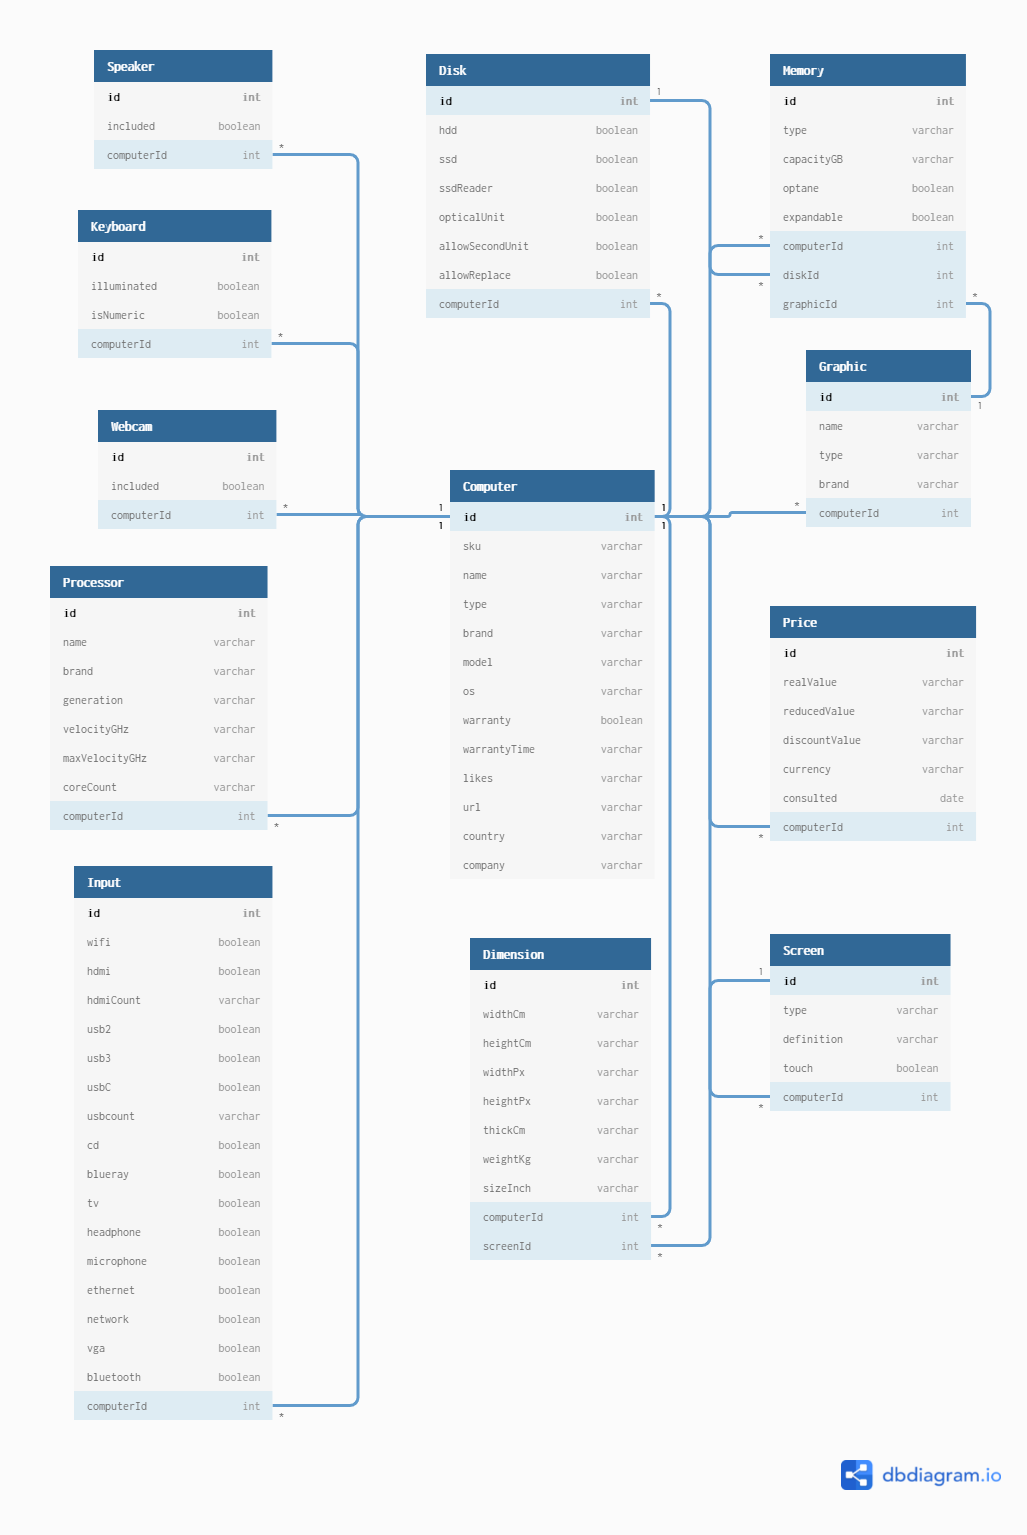 Speaker
id int
included boolean
computerId int
*
Keyboard
id int
illuminated boolean
isNumeric boolean
computerId int
*
Webcam
id int
included boolean
computerId int
*
Processor
id int
name varchar
brand varchar
generation varchar
velocityGHz varchar
maxVelocityGHz varchar
coreCount varchar
computerId int
*
Input
id int
wifi boolean
hdmi boolean
hdmiCount varchar
usb2 boolean
usb3 boolean
usbC boolean
usbcount varchar
cd boolean
blueray boolean
tv boolean
headphone boolean
microphone boolean
ethernet boolean
network boolean
vga boolean
bluetooth boolean
computerId int
*
Disk
1
id int
hdd boolean
ssd boolean
ssdReader boolean
opticalUnit boolean
allowSecondUnit boolean
allowReplace boolean
computerId int
*
Computer
1 1
id int
1 1
sku varchar
name varchar
type varchar
brand varchar
model varchar
os varchar
warranty boolean
warrantyTime varchar
likes varchar
url varchar
country varchar
company varchar
Dimension
id int
widthCm varchar
heightCm varchar
widthPx varchar
heightPx varchar
thickCm varchar
weightKg varchar
sizeInch varchar
computerId int
*
screenId int
*
Memory
id int
type varchar
capacityGB varchar
optane boolean
expandable boolean
*
computerId int
diskId int
*
graphicId int
*
Graphic
id int
1
name varchar
type varchar
brand varchar
*
computerId int
Price
id int
realValue varchar
reducedValue varchar
discountValue varchar
currency varchar
consulted date
computerId int
*
Screen
1
id int
type varchar
definition varchar
touch boolean
computerId int
*
dbdiagram.io